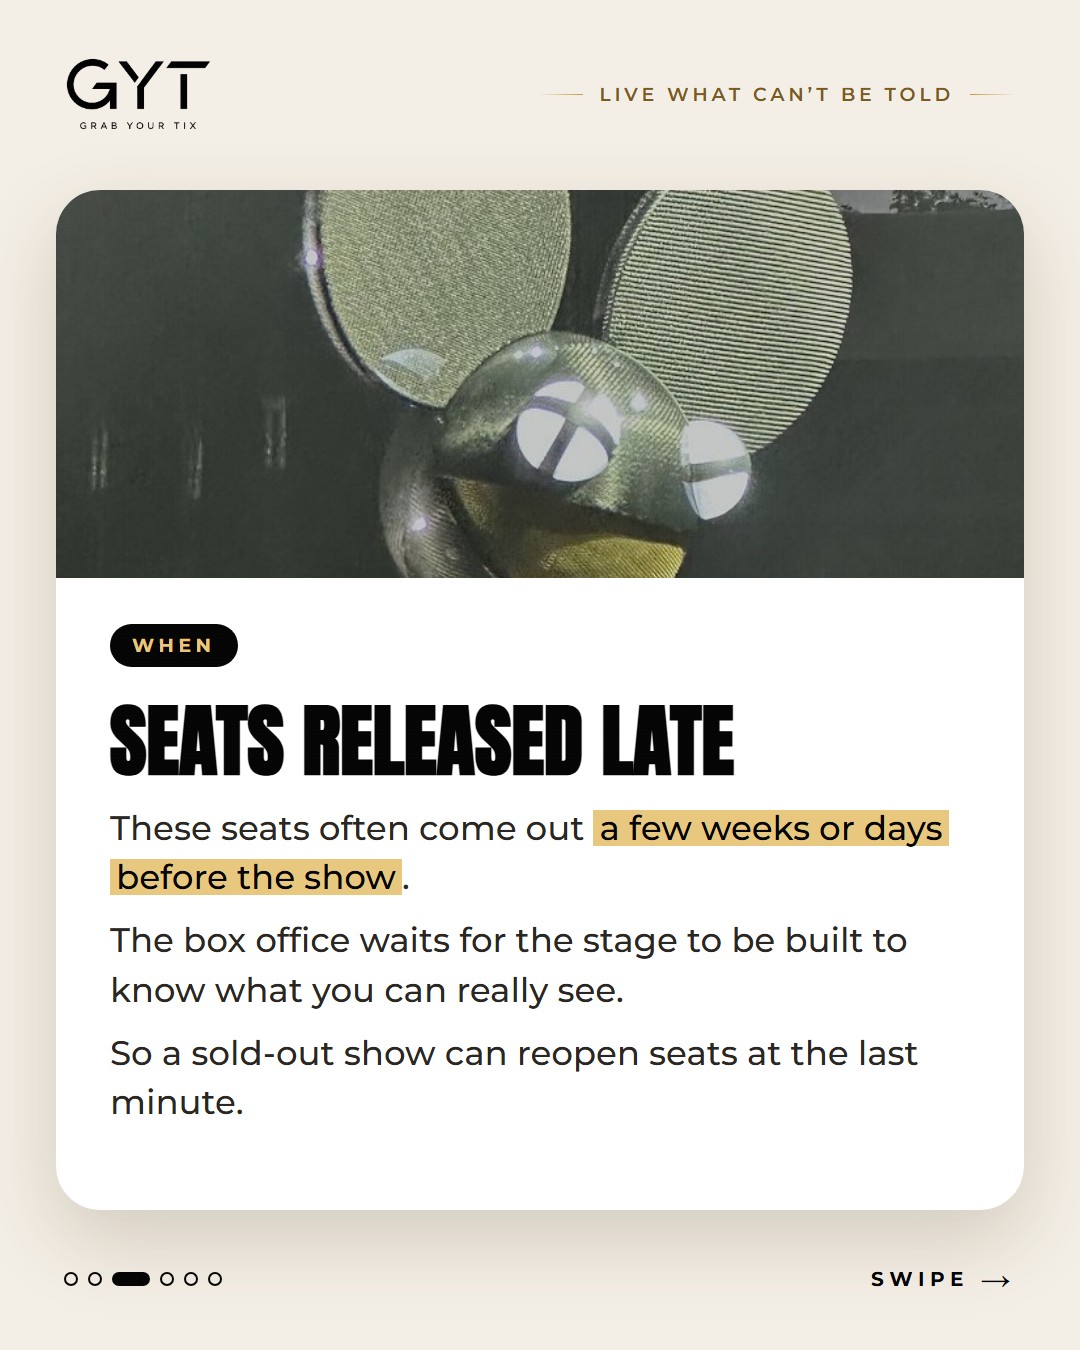 GYT
GRAB YOUR TIX
LIVE WHAT CAN’T BE TOLD
WHEN
SEATS RELEASED LATE
These seats often come out a few weeks or days
before the show.
The box office waits for the stage to be built to
know what you can really see.
So a sold-out show can reopen seats at the last
minute.
SWIPE →